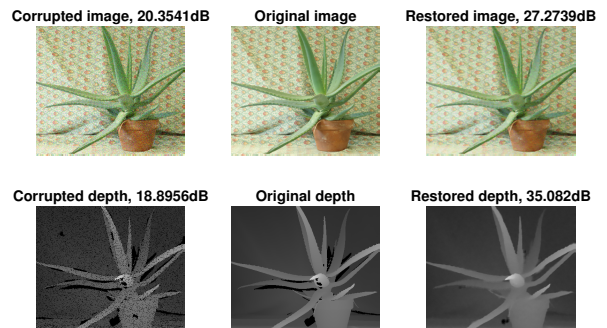 Corrupted image, 20.3541dB
Original image
Restored image, 27.2739dB
Corrupted depth, 18.8956dB
Original depth
Restored depth, 35.082dB